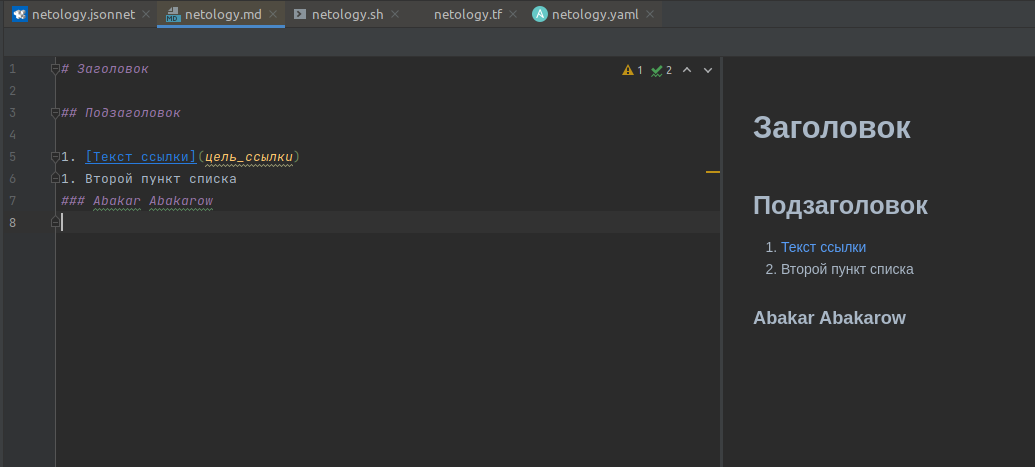 netology.jsonnet netology.md netology.sh netology.tf A netology.yaml
MD
1 # Заголовок
1 2
2
3 ## Подзаголовок
4
5 1. [Текст ссылки](цель_ссылки)
6 1. Второй пункт списка
7 ### Abakar Abakarow
8
Заголовок
Подзаголовок
1. Текст ссылки
2. Второй пункт списка
Abakar Abakarow